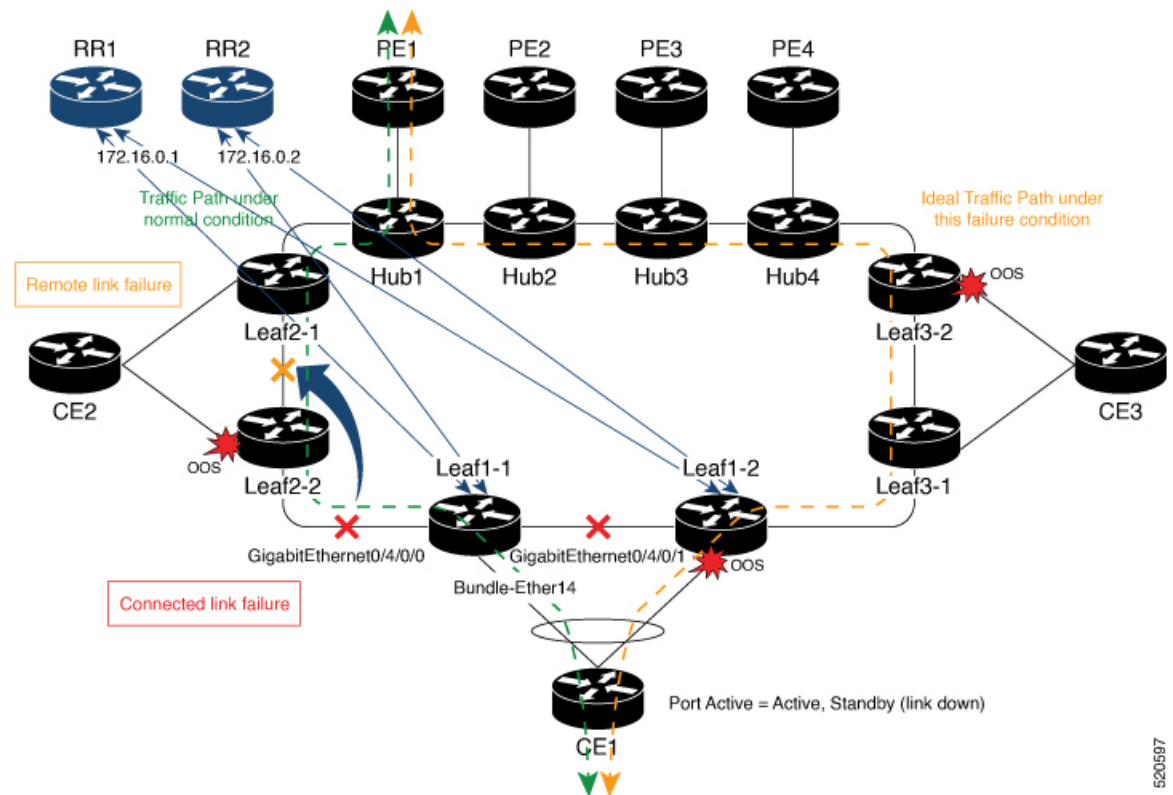 RR1
RR2
PE1
PE2
PE3
PE4
172.16.0.1
172.16.0.2
Traffic Path under
normal condition
Ideal Traffic Path under
this failure condition
Hub1
Hub2
Hub3
Hub4
OOS
Remote link failure
Leaf2-1
Leaf3-2
CE2
CE3
OOS
Leaf2-2
Leaf1-1
Leaf1-2
Leaf3-1
GigabitEthernet0/4/0/0
GigabitEthernet0/4/0/1
OOS
Bundle-Ether14
Connected link failure
Port Active = Active, Standby (link down)
CE1
520597